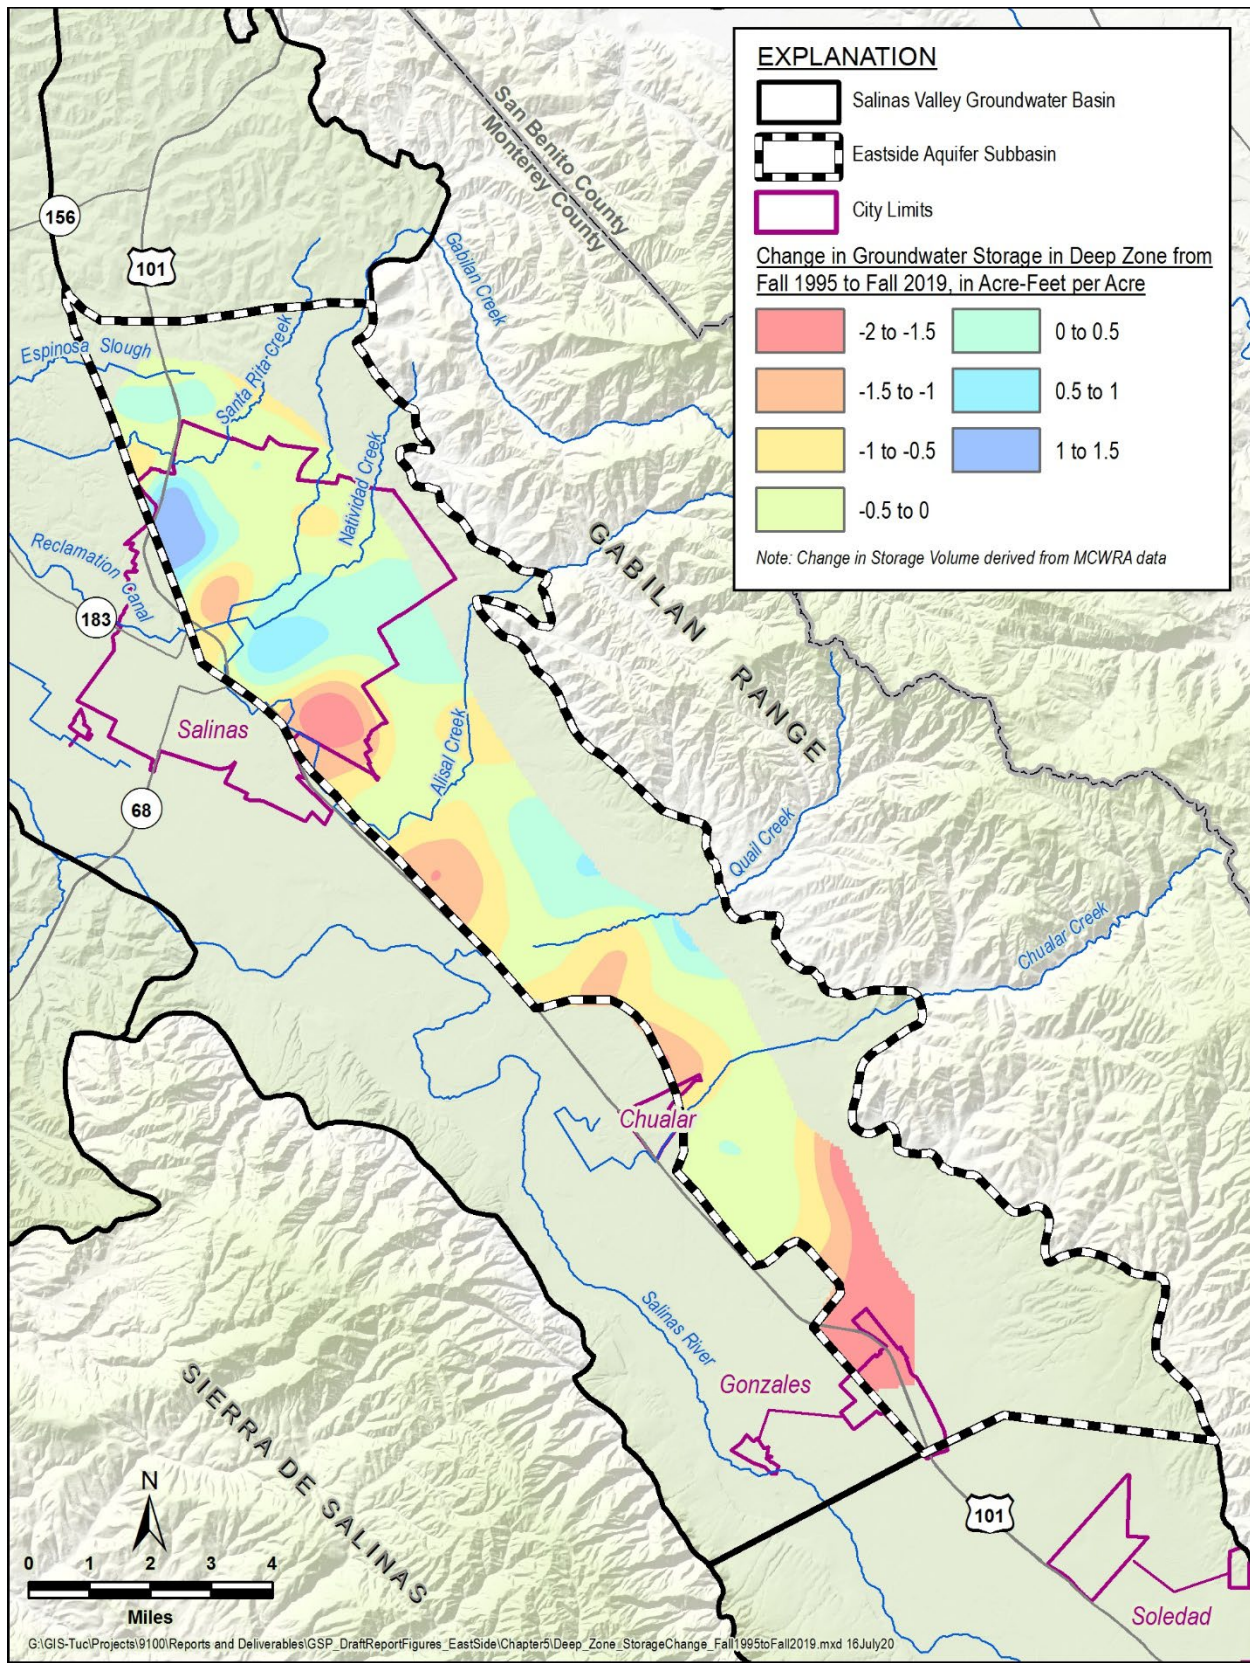 EXPLANATION
Salinas Valley Groundwater Basin
Eastside Aquifer Subbasin
City Limits
Change in Groundwater Storage in Deep Zone from
Fall 1995 to Fall 2019, in Acre-Feet per Acre
-2 to -1.5
0 to 0.5
-1.5 to -1
0.5 to 1
-1 to -0.5
1 to 1.5
-0.5 to 0
Note: Change in Storage Volume derived from MCWRA data
San Benito County
Monterey County
156
101
Gabilan Creek
Espinosa Slough
Santa Rita Creek
Natividad Creek
Reclamation Canal
183
GABILAN RANGE
Salinas
Alisal Creek
68
Quail Creek
Chualar Creek
Chualar
Salinas River
Gonzales
SIERRA DE SALINAS
101
Soledad
N
0 1 2 3 4
Miles
G:\GIS-Tuc\Projects\9100\Reports and Deliverables\GSP_DraftReportFigures_EastSide\Chapter5\Deep_Zone_StorageChange_Fall1995toFall2019.mxd 16July20